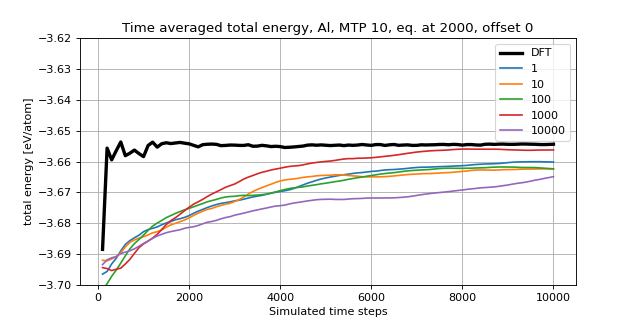 Time averaged total energy, Al, MTP 10, eq. at 2000, offset 0
−3.62
−3.63
−3.64
−3.65
−3.66
−3.67
−3.68
−3.69
−3.70
total energy [eV/atom]
DFT
1
10
100
1000
10000
0 2000 4000 6000 8000 10000
Simulated time steps